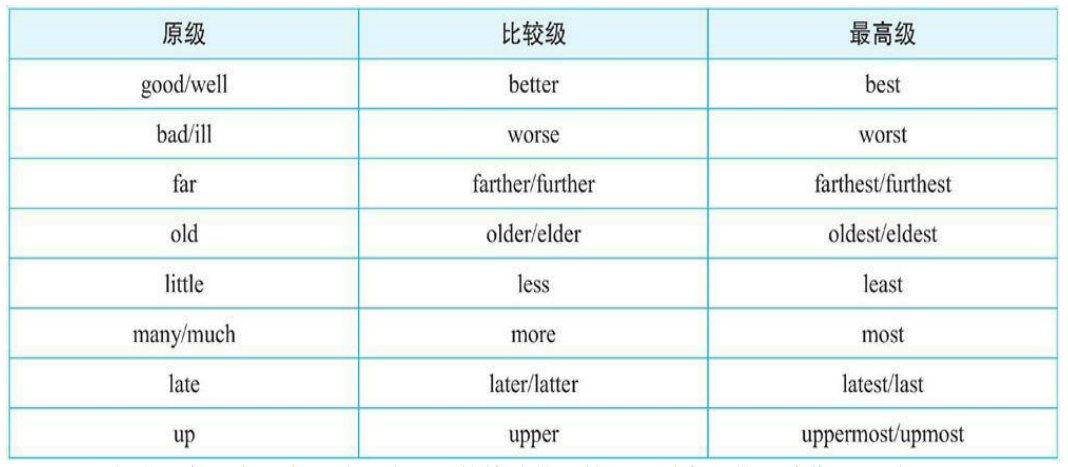 原级 比较级 最高级
good/well better best
bad/ill worse worst
far farther/further farthest/furthest
old older/elder oldest/eldest
little less least
many/much more most
late later/latter latest/last
up upper uppermost/upmost